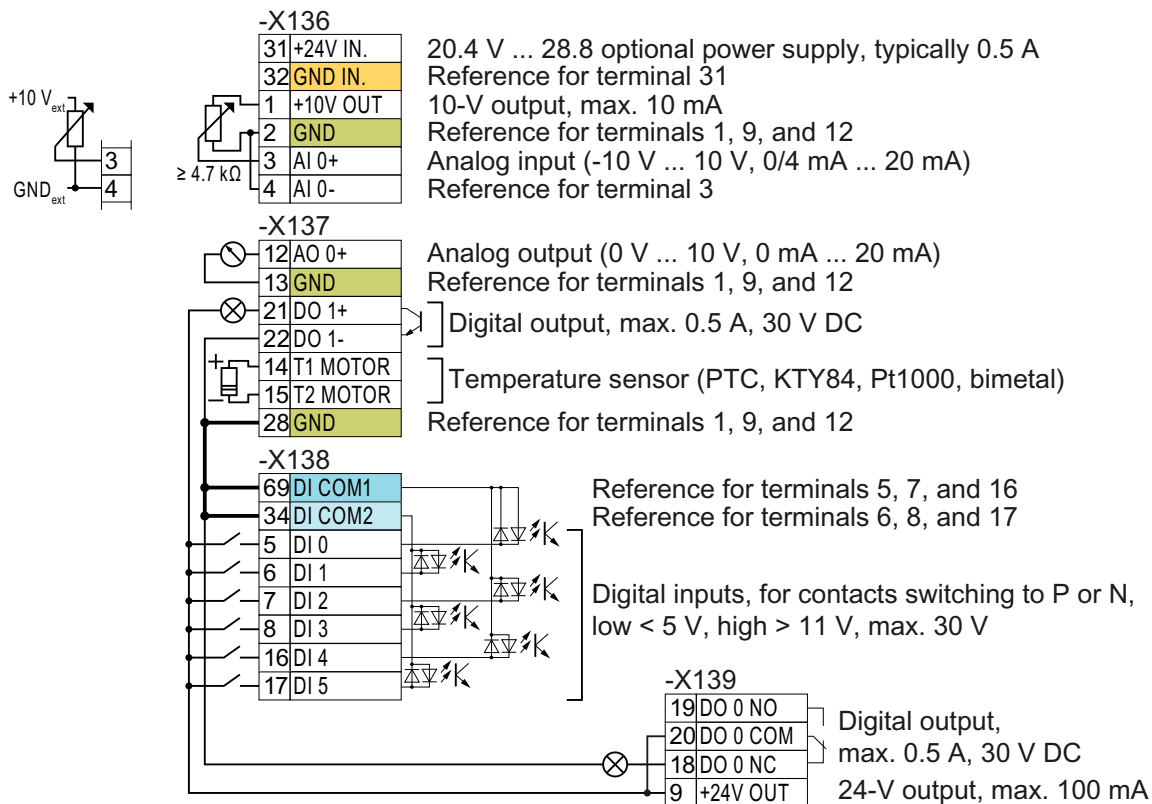 -X136
31 +24V IN. 20.4 V ... 28.8 optional power supply, typically 0.5 A
32 GND IN. Reference for terminal 31
+10 Vext
1 +10V OUT 10-V output, max. 10 mA
2 GND Reference for terminals 1, 9, and 12
3
3 AI 0+ Analog input (-10 V ... 10 V, 0/4 mA ... 20 mA)
≥ 4.7 kΩ
GNDext 4
4 AI 0- Reference for terminal 3
-X137
12 AO 0+ Analog output (0 V ... 10 V, 0 mA ... 20 mA)
13 GND Reference for terminals 1, 9, and 12
21 DO 1+
Digital output, max. 0.5 A, 30 V DC
22 DO 1-
+
14 T1 MOTOR
Temperature sensor (PTC, KTY84, Pt1000, bimetal)
−
15 T2 MOTOR
28 GND Reference for terminals 1, 9, and 12
-X138
69 DI COM1 Reference for terminals 5, 7, and 16
34 DI COM2 Reference for terminals 6, 8, and 17
5 DI 0
6 DI 1
7 DI 2
8 DI 3
16 DI 4
17 DI 5
Digital inputs, for contacts switching to P or N,
low < 5 V, high > 11 V, max. 30 V
-X139
19 DO 0 NO
20 DO 0 COM
18 DO 0 NC
Digital output,
max. 0.5 A, 30 V DC
9 +24V OUT 24-V output, max. 100 mA